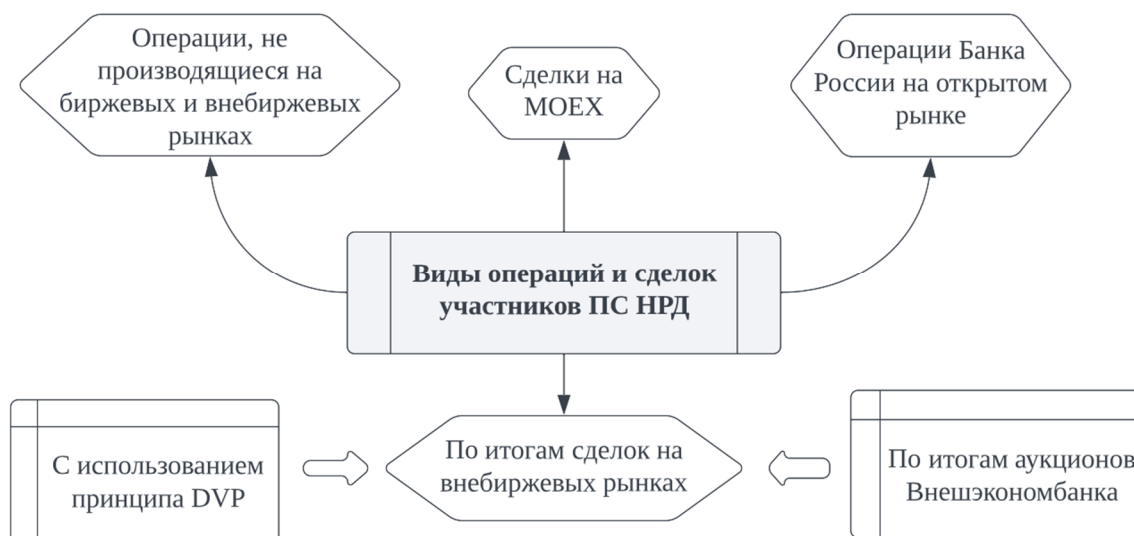 Операции, не
производящиеся на
биржевых и внебиржевых
рынках
Сделки на
MOEX
Операции Банка
России на открытом
рынке
Виды операций и сделок
участников ПС НРД
С использованием
принципа DVP
По итогам сделок на
внебиржевых рынках
По итогам аукционов
Внешэкономбанка